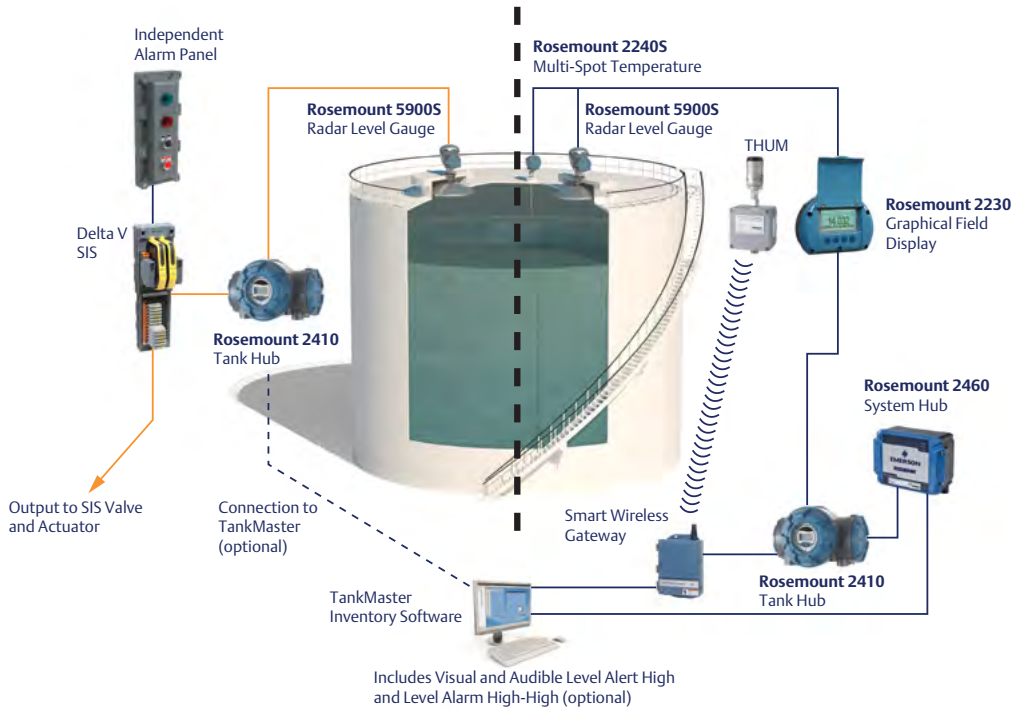 Independent
Alarm Panel
Rosemount 2240S
Multi-Spot Temperature
Rosemount 5900S
Radar Level Gauge
Rosemount 5900S
Radar Level Gauge
THUM
Rosemount 2230
Graphical Field
Display
14.032
Delta V
SIS
Rosemount 2410
Tank Hub
Rosemount 2460
System Hub
EMERSON
Output to SIS Valve
and Actuator
Connection to
TankMaster
(optional)
Smart Wireless
Gateway
Rosemount 2410
Tank Hub
TankMaster
Inventory Software
Includes Visual and Audible Level Alert High
and Level Alarm High-High (optional)